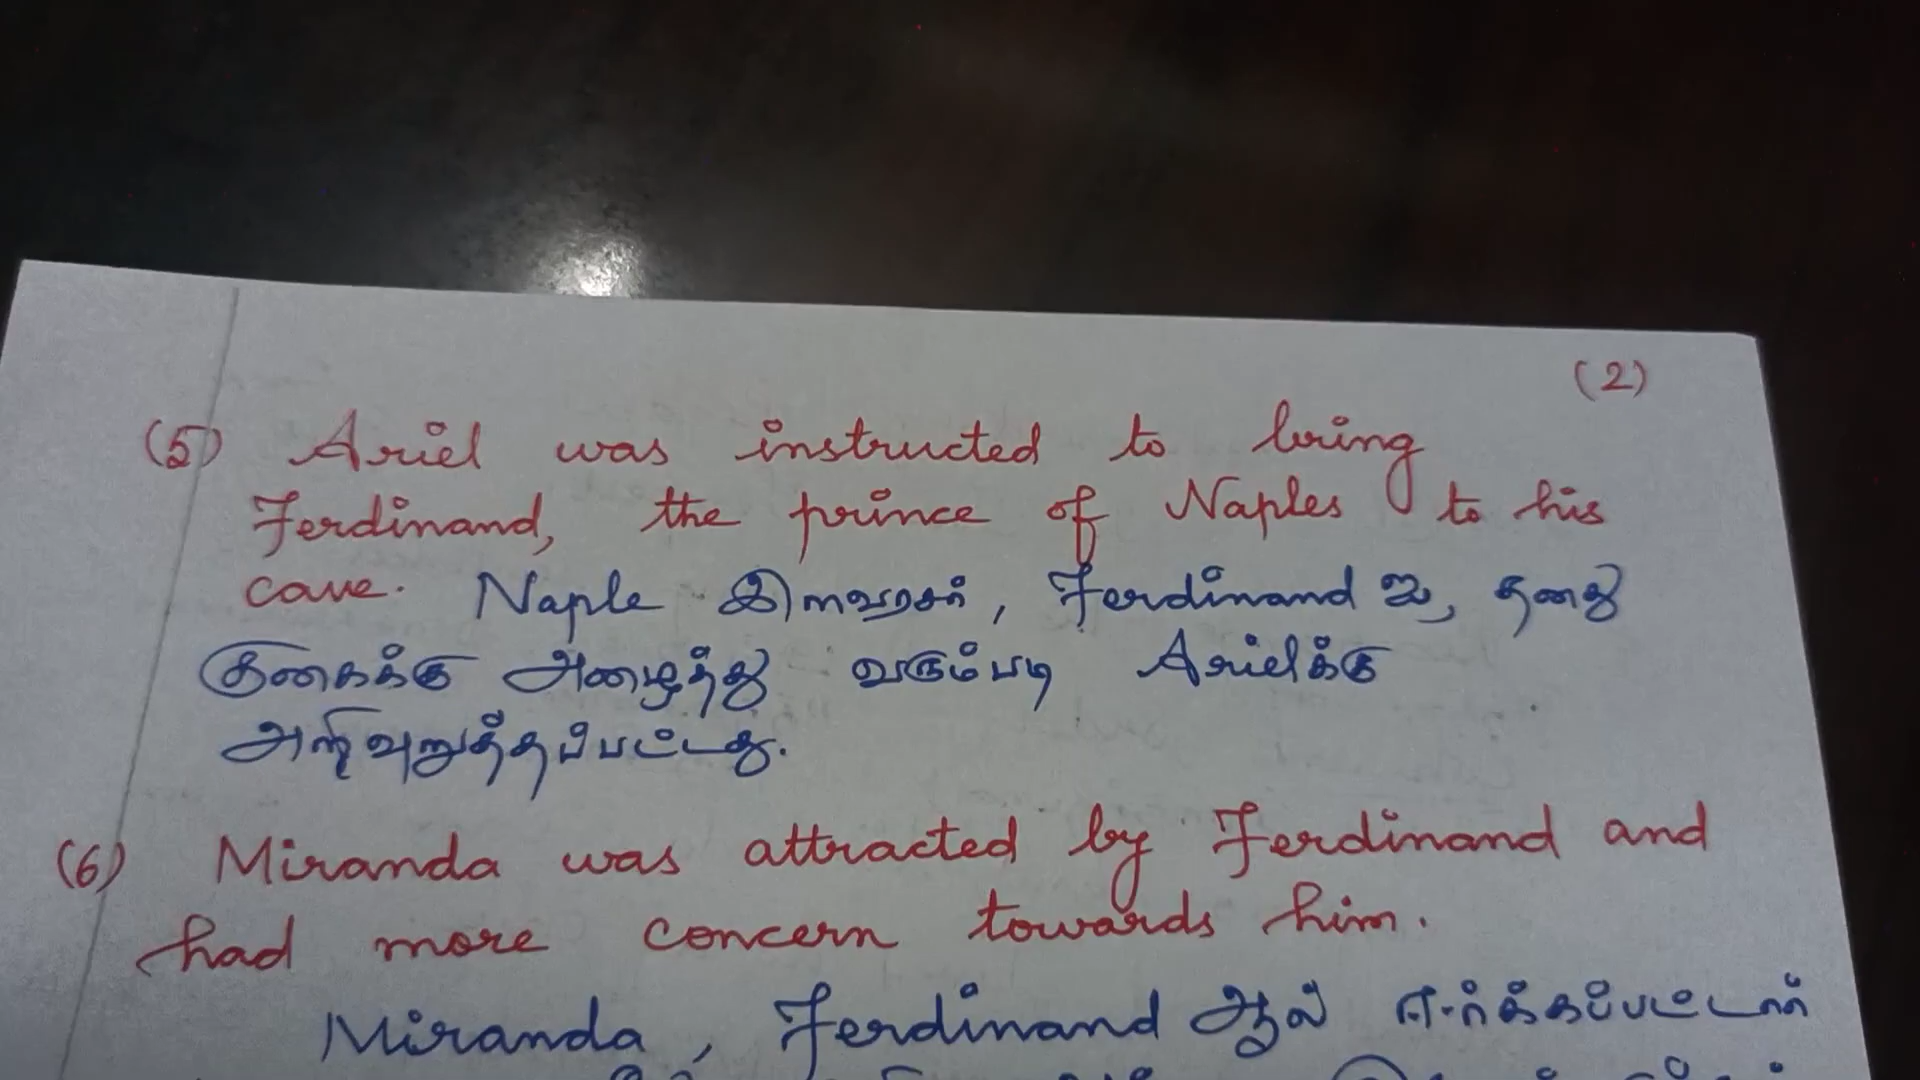 (2)
(5) Ariel was instructed to bring
Ferdinand, the prince of Naples to his
cave. Naple இளவரசர், Ferdinand ஐ, தனது
குகைக்கு அழைத்து வரும்படி Arielக்கு
அறிவுறுத்தப்பட்டது.
(6) Miranda was attracted by Ferdinand and
had more concern towards him.
Miranda, Ferdinand ஆல் ஈர்க்கப்பட்டாள்